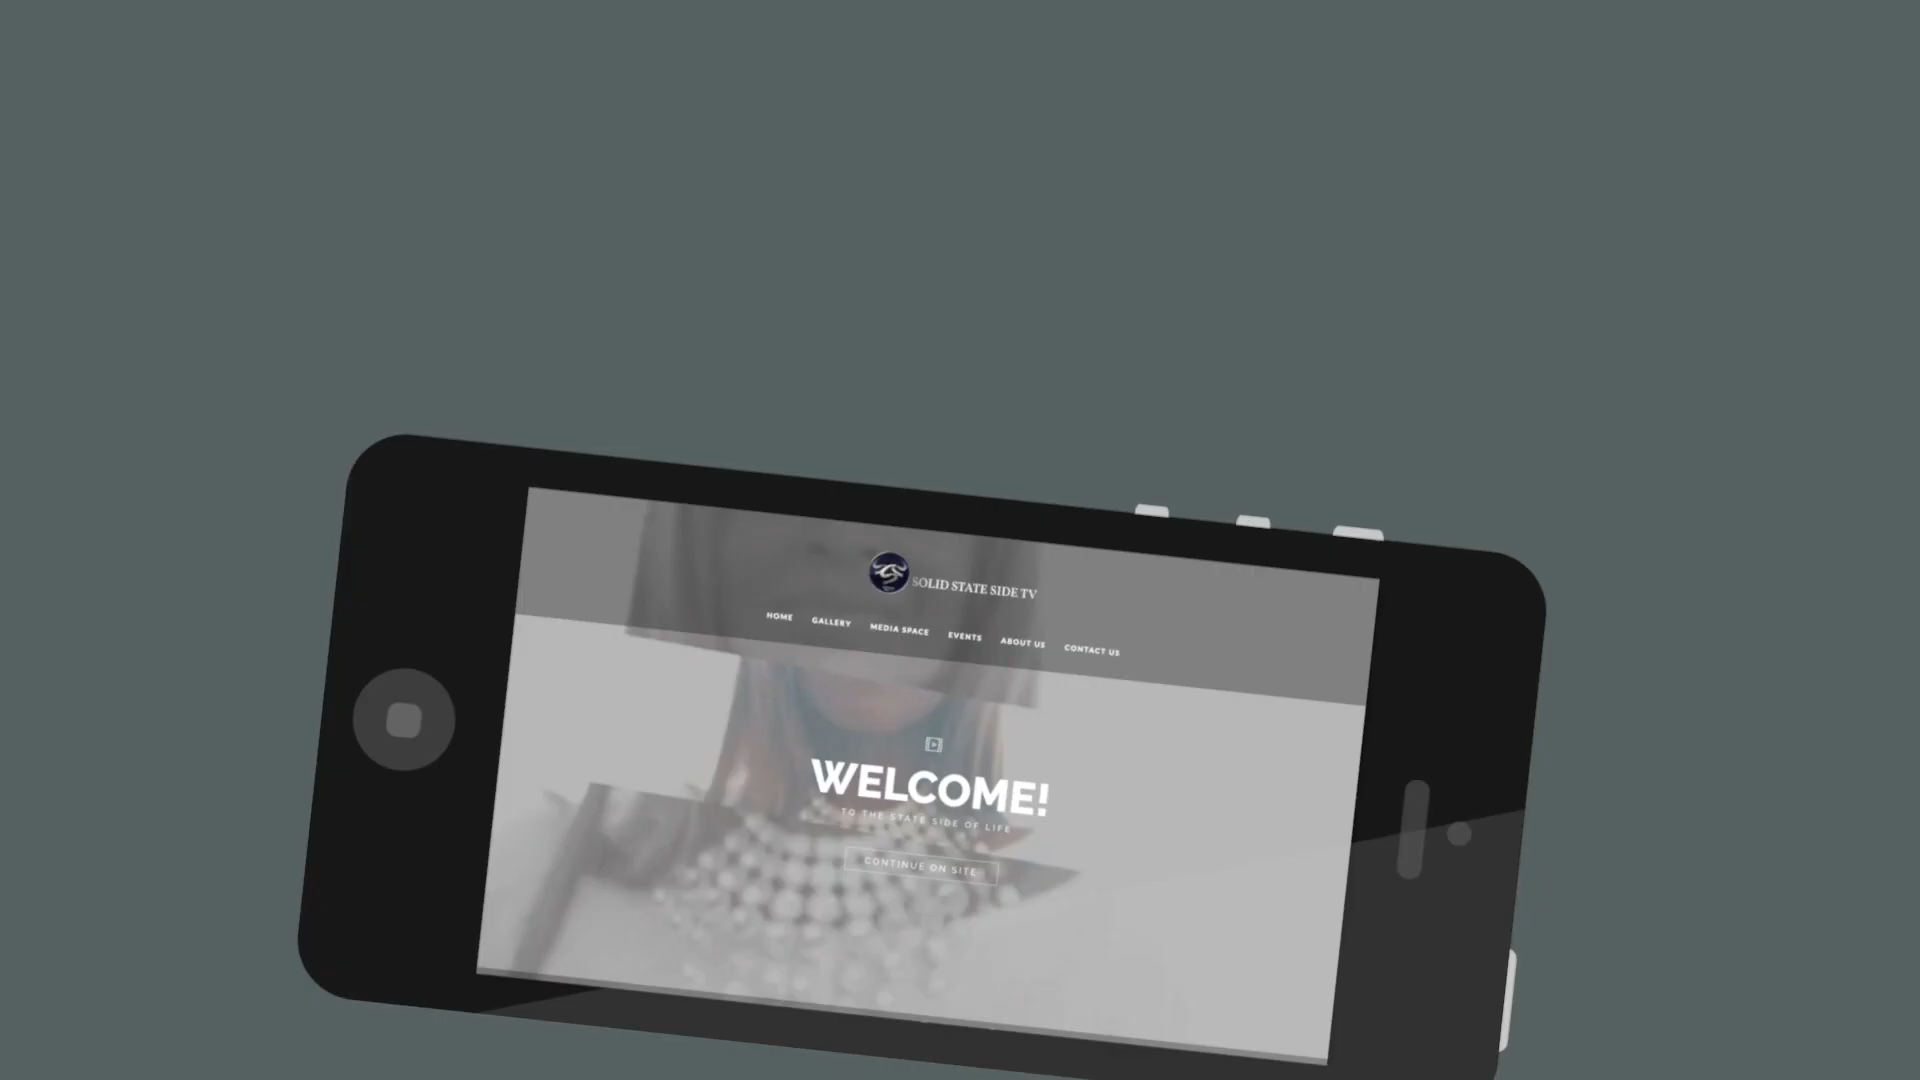 SOLID STATE SIDE TV
HOME GALLERY MEDIA SPACE EVENTS ABOUT US CONTACT US
WELCOME!
TO THE STATE SIDE OF LIFE
CONTINUE ON SITE